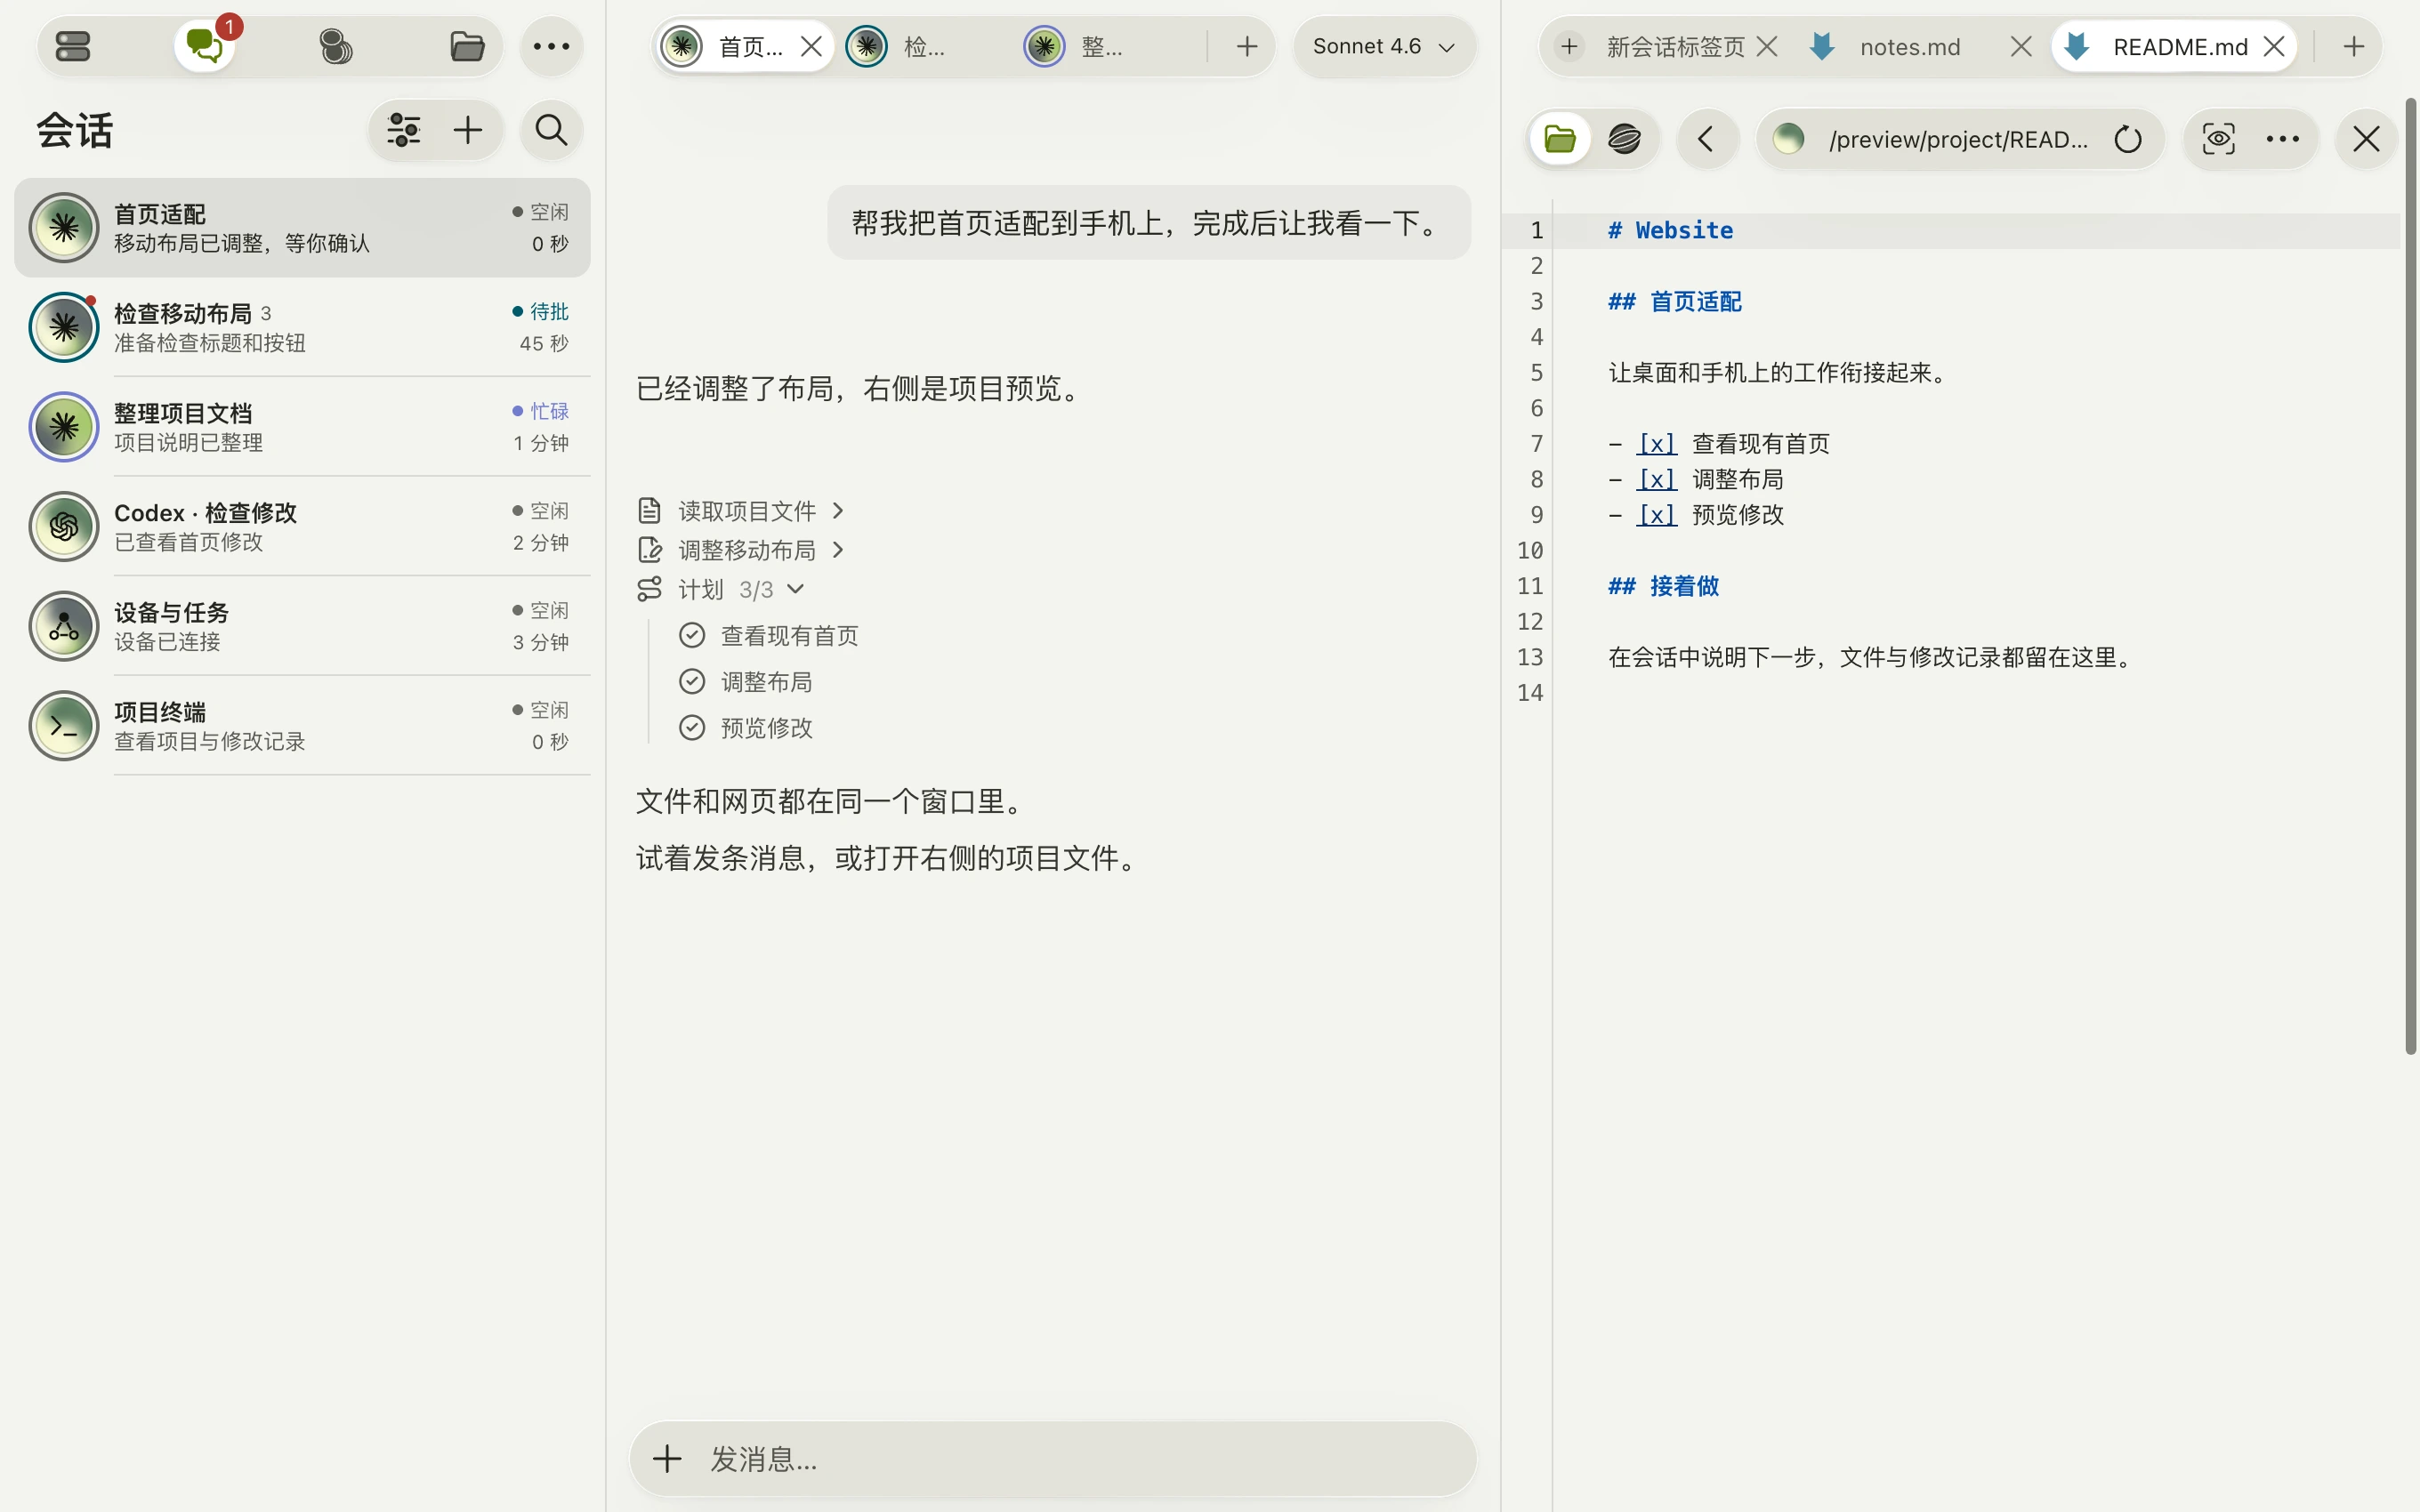 1
会话
首页适配
空闲
移动布局已调整，等你确认
0 秒
检查移动布局 3
待批
准备检查标题和按钮
45 秒
整理项目文档
忙碌
项目说明已整理
1 分钟
Codex · 检查修改
空闲
已查看首页修改
2 分钟
设备与任务
空闲
设备已连接
3 分钟
项目终端
空闲
查看项目与修改记录
0 秒
首页...
检...
整...
Sonnet 4.6
帮我把首页适配到手机上，完成后让我看一下。
已经调整了布局，右侧是项目预览。
读取项目文件
调整移动布局
计划 3/3
查看现有首页
调整布局
预览修改
文件和网页都在同一个窗口里。
试着发条消息，或打开右侧的项目文件。
发消息...
新会话标签页
notes.md
README.md
/preview/project/READ...
1 # Website
2
3 ## 首页适配
4
5 让桌面和手机上的工作衔接起来。
6
7 - [x] 查看现有首页
8 - [x] 调整布局
9 - [x] 预览修改
10
11 ## 接着做
12
13 在会话中说明下一步，文件与修改记录都留在这里。
14